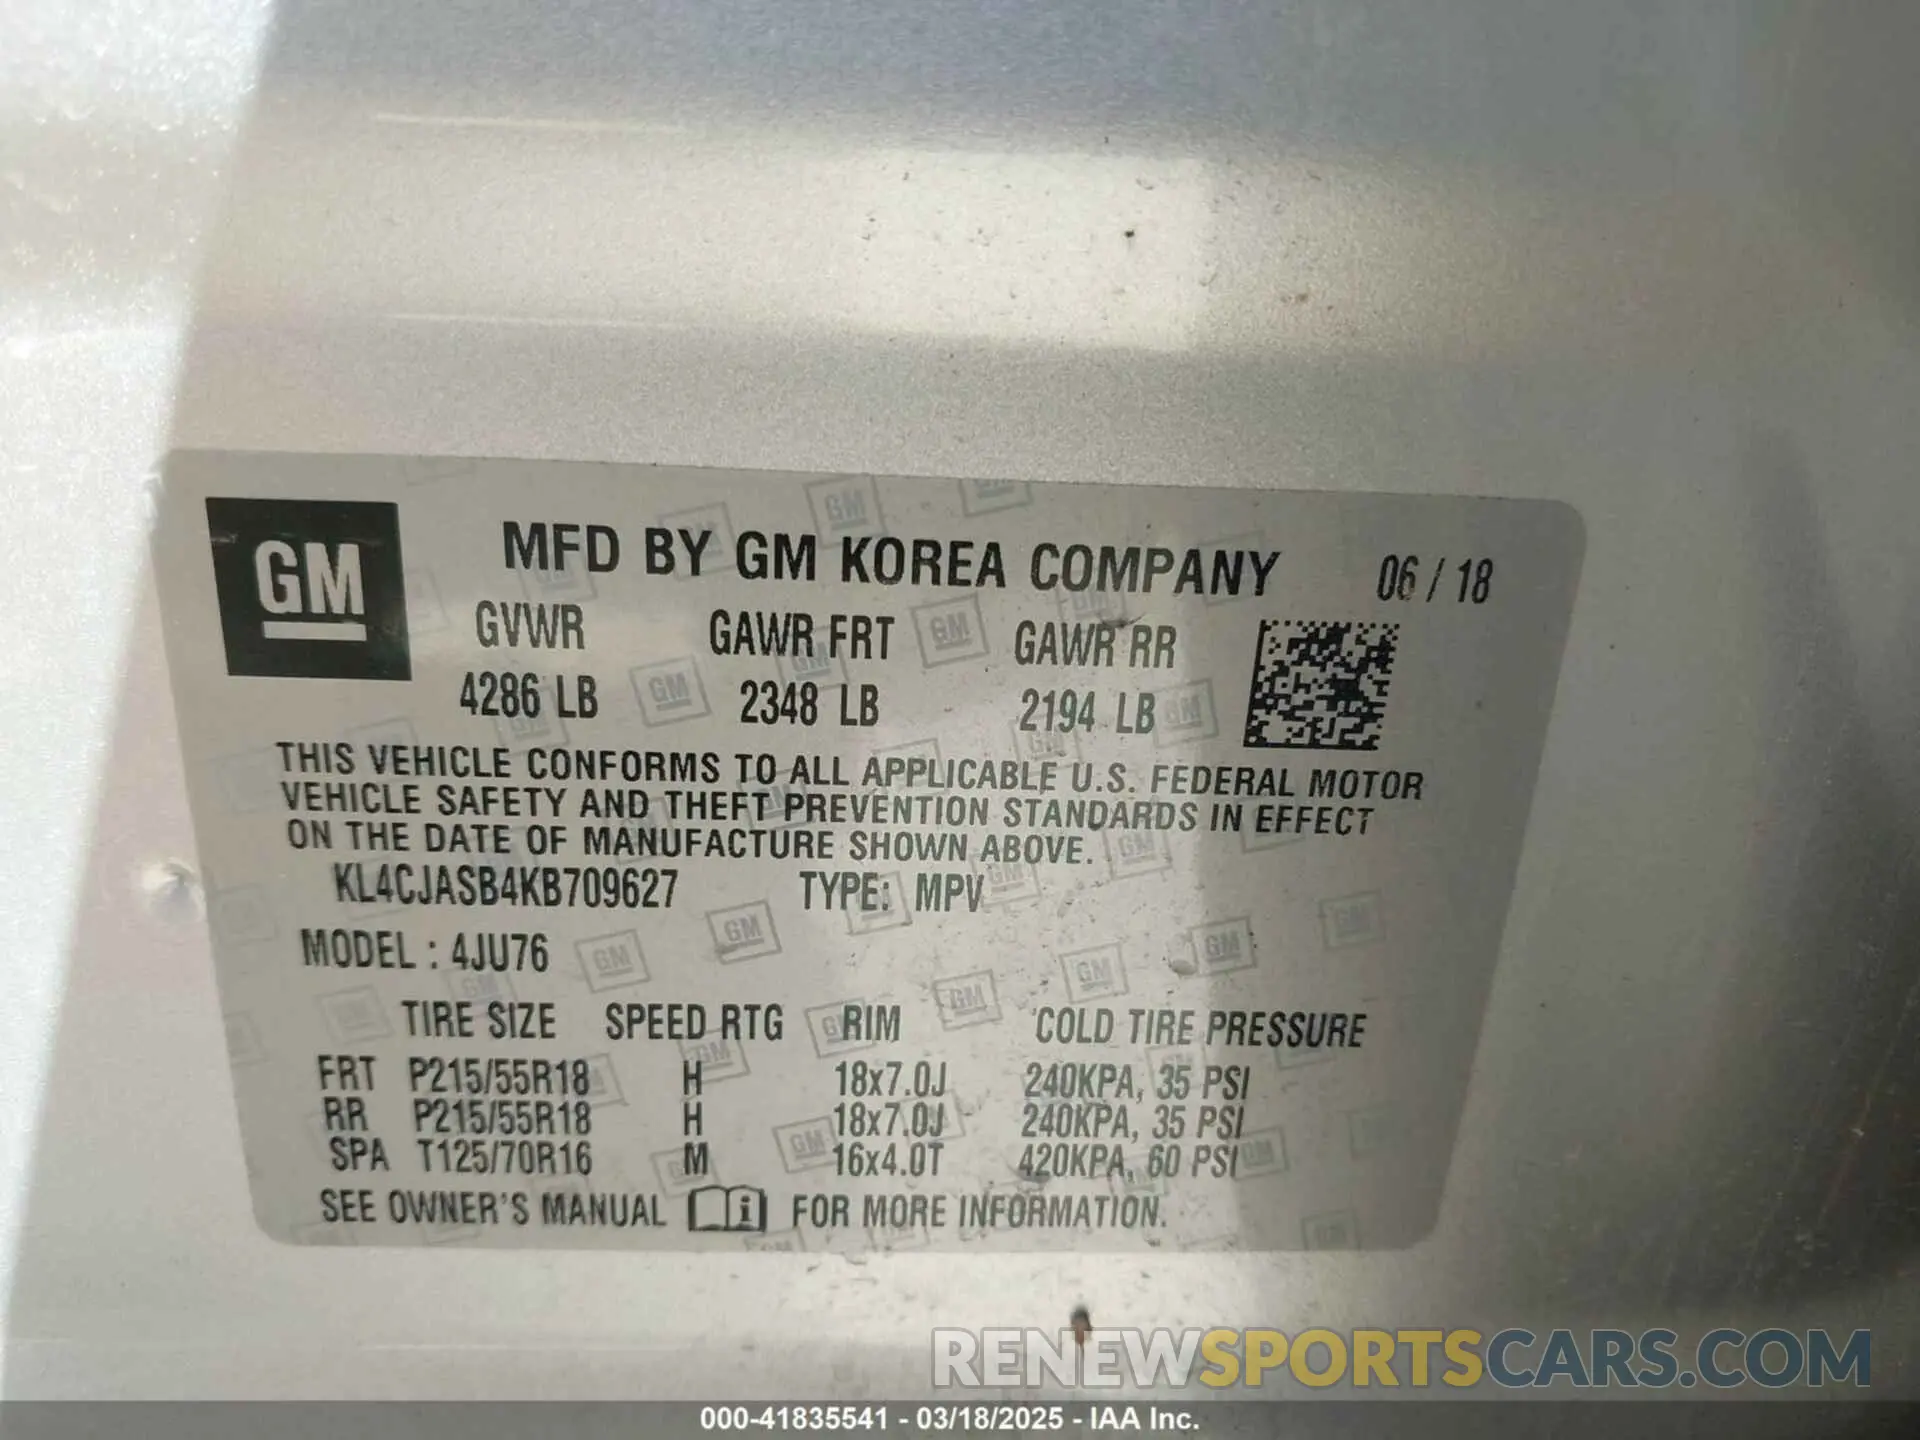 GM
MFD BY GM KOREA COMPANY 06 / 18
GVWR GAWR FRT GAWR RR
4286 LB 2348 LB 2194 LB
THIS VEHICLE CONFORMS TO ALL APPLICABLE U.S. FEDERAL MOTOR
VEHICLE SAFETY AND THEFT PREVENTION STANDARDS IN EFFECT
ON THE DATE OF MANUFACTURE SHOWN ABOVE.
KL4CJASB4KB709627 TYPE: MPV
MODEL : 4JU76
TIRE SIZE SPEED RTG RIM COLD TIRE PRESSURE
FRT P215/55R18 H 18x7.0J 240KPA, 35 PSI
RR P215/55R18 H 18x7.0J 240KPA, 35 PSI
SPA T125/70R16 M 16x4.0T 420KPA, 60 PSI
SEE OWNER'S MANUAL i FOR MORE INFORMATION.
RENEWSPORTSCARS.COM
000-41835541 - 03/18/2025 - IAA Inc.